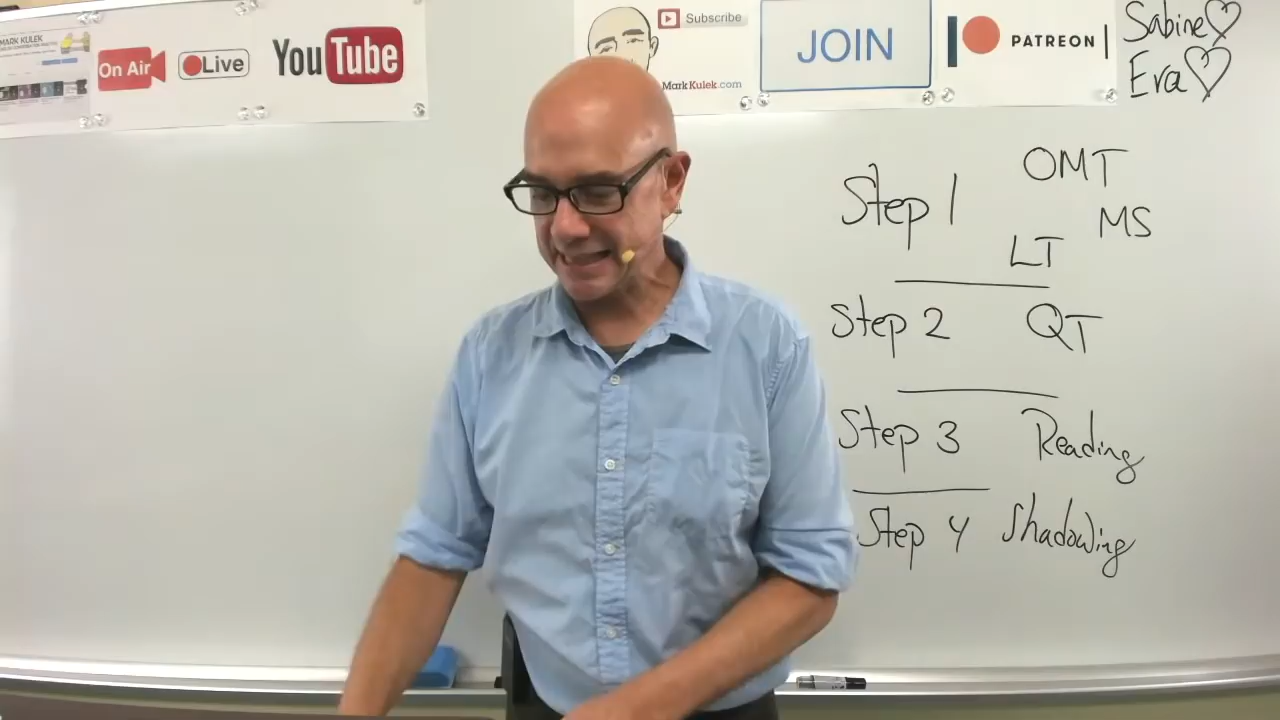 MARK KULEK
On Air
Live
YouTube
Subscribe
MarkKulek.com
JOIN
PATREON
Sabine♡
Eva♡
Step 1 OMT
MS
LT
Step 2 QT
Step 3 Reading
Step 4 Shadowing